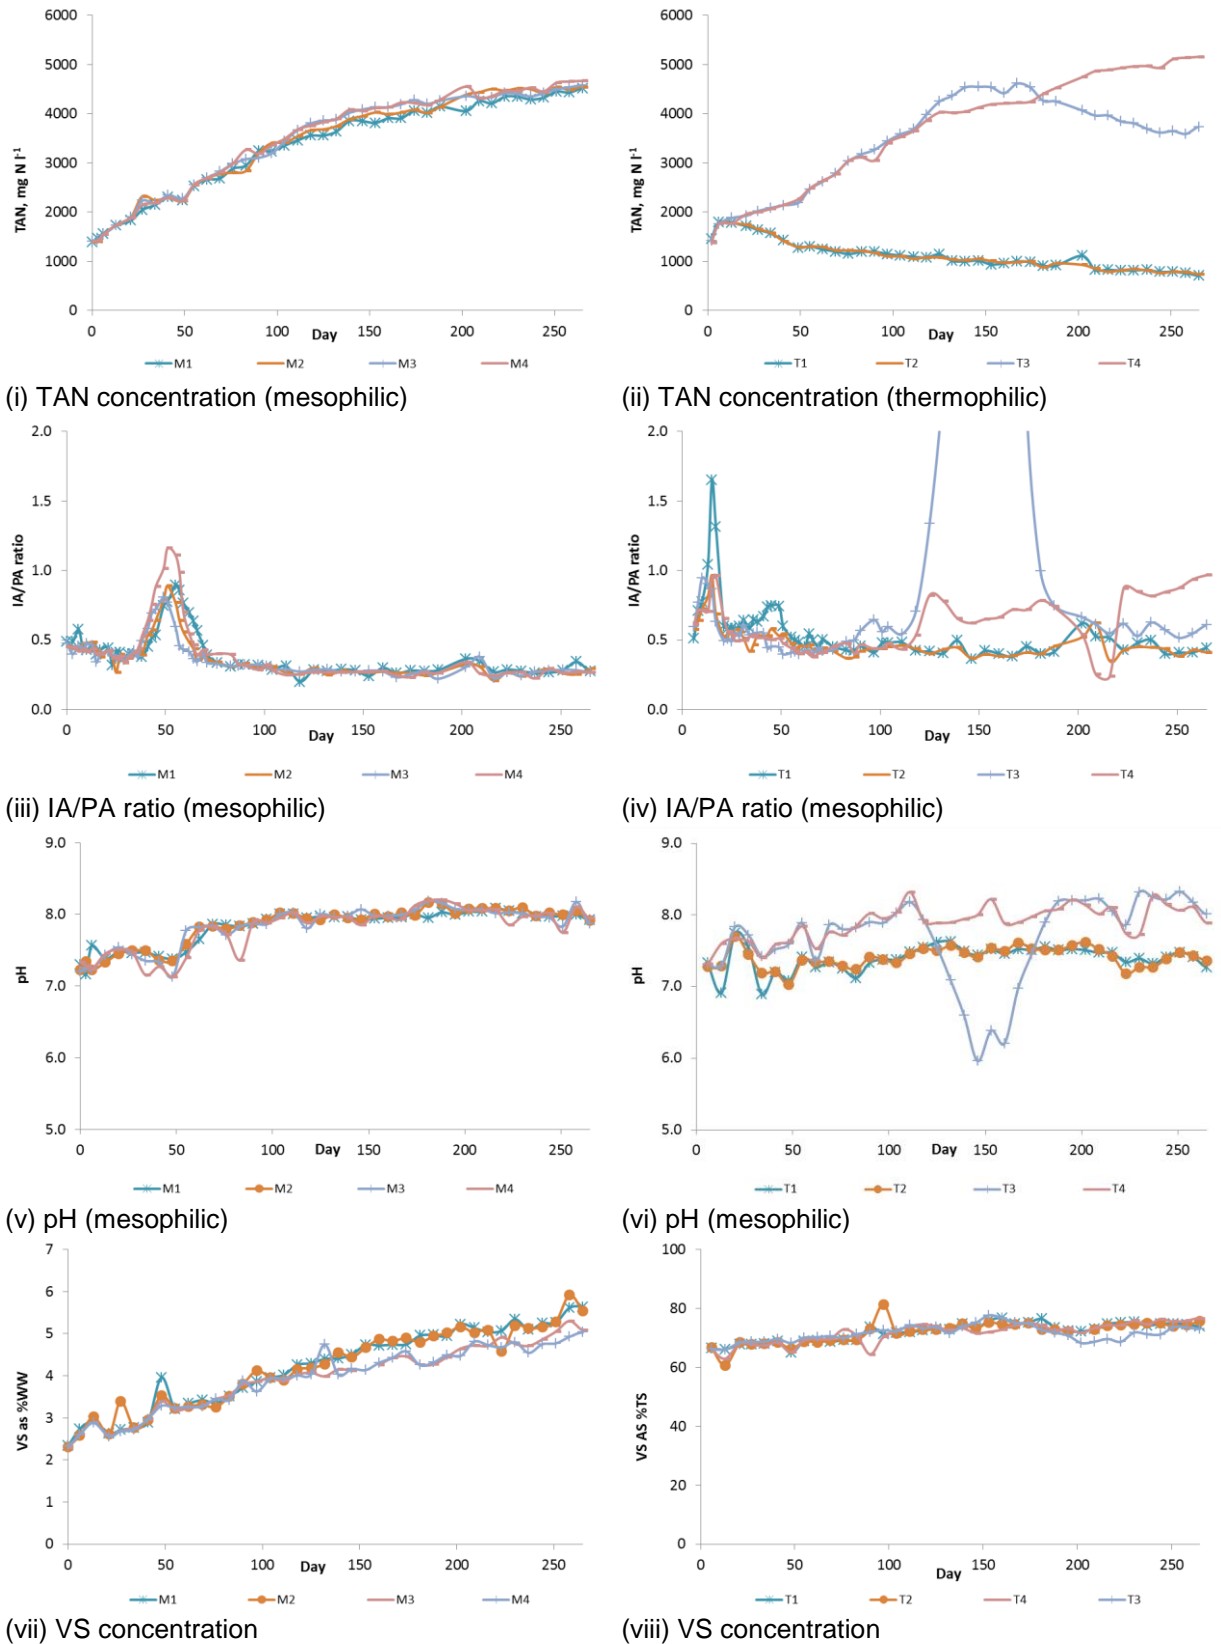 6000
5000
4000
3000
2000
1000
0
TAN, mg N l-1
0 50 100 150 200 250
Day
M1 M2 M3 M4
(i) TAN concentration (mesophilic)
6000
5000
4000
3000
2000
1000
0
TAN, mg N l-1
0 50 100 150 200 250
Day
T1 T2 T3 T4
(ii) TAN concentration (thermophilic)
2.0
1.5
1.0
0.5
0.0
IA/PA ratio
0 50 100 150 200 250
Day
M1 M2 M3 M4
(iii) IA/PA ratio (mesophilic)
2.0
1.5
1.0
0.5
0.0
IA/PA ratio
0 50 100 150 200 250
Day
T1 T2 T3 T4
(iv) IA/PA ratio (mesophilic)
9.0
8.0
7.0
6.0
5.0
pH
0 50 100 150 200 250
Day
M1 M2 M3 M4
(v) pH (mesophilic)
9.0
8.0
7.0
6.0
5.0
pH
0 50 100 150 200 250
Day
T1 T2 T3 T4
(vi) pH (mesophilic)
7
6
5
4
3
2
1
0
VS as %WW
0 50 100 150 200 250
Day
M1 M2 M3 M4
(vii) VS concentration
100
80
60
40
20
0
VS AS %TS
0 50 100 150 200 250
Day
T1 T2 T4 T3
(viii) VS concentration